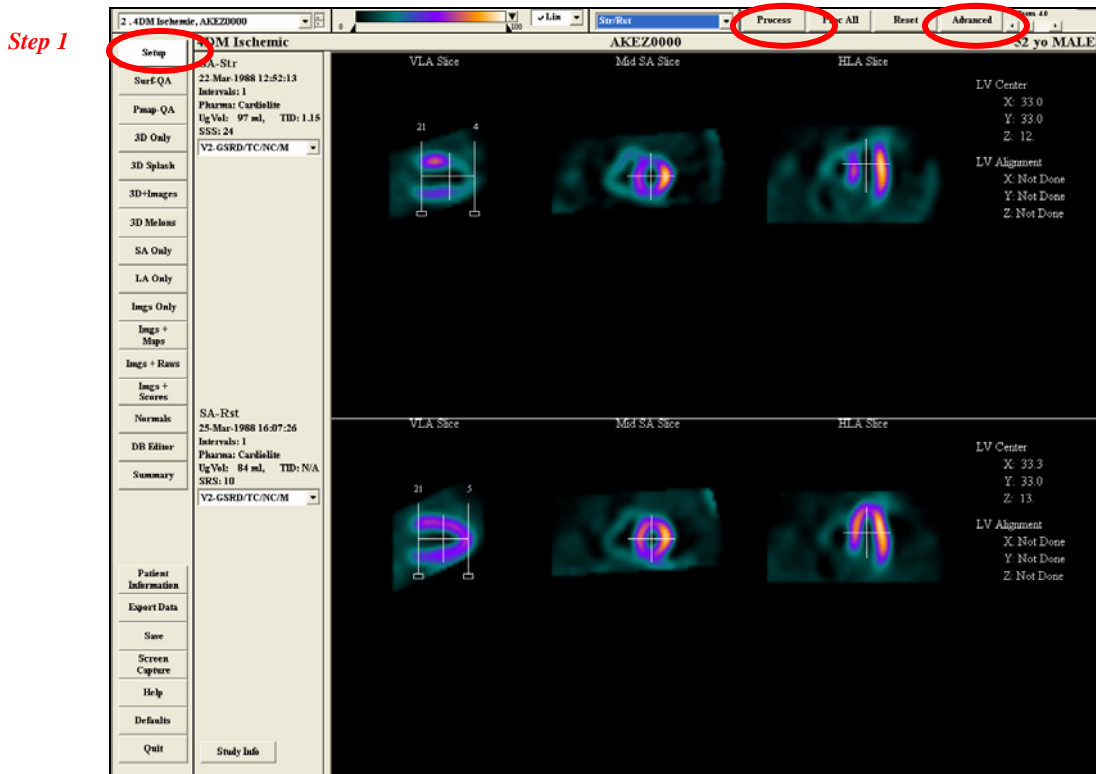 2 . 4DM Ischemic, AKEZ0000
0
100
Lin
Str/Rst
Process
Proc All
Reset
Advanced
Zoom 4.0
Step 1
Setup
Surf-QA
Pmap-QA
3D Only
3D Splash
3D+Images
3D Melons
SA Only
LA Only
Imgs Only
Imgs +
Maps
Imgs + Raws
Imgs +
Scores
Normals
DB Editor
Summary
Patient
Information
Export Data
Save
Screen
Capture
Help
Defaults
Quit
4DM Ischemic
AKEZ0000
52 yo MALE
SA-Str
22-Mar-1988 12:52:13
Intervals: 1
Pharma: Cardiolite
UgVol: 97 ml, TID: 1.15
SSS: 24
V2-GSRD/TC/NC/M
VLA Slice
Mid SA Slice
HLA Slice
21
4
LV Center
X: 33.0
Y: 33.0
Z: 12.
LV Alignment
X: Not Done
Y: Not Done
Z: Not Done
SA-Rst
25-Mar-1988 16:07:26
Intervals: 1
Pharma: Cardiolite
UgVol: 84 ml, TID: N/A
SRS: 10
V2-GSRD/TC/NC/M
Study Info
VLA Slice
Mid SA Slice
HLA Slice
21
5
LV Center
X: 33.3
Y: 33.0
Z: 13.
LV Alignment
X: Not Done
Y: Not Done
Z: Not Done